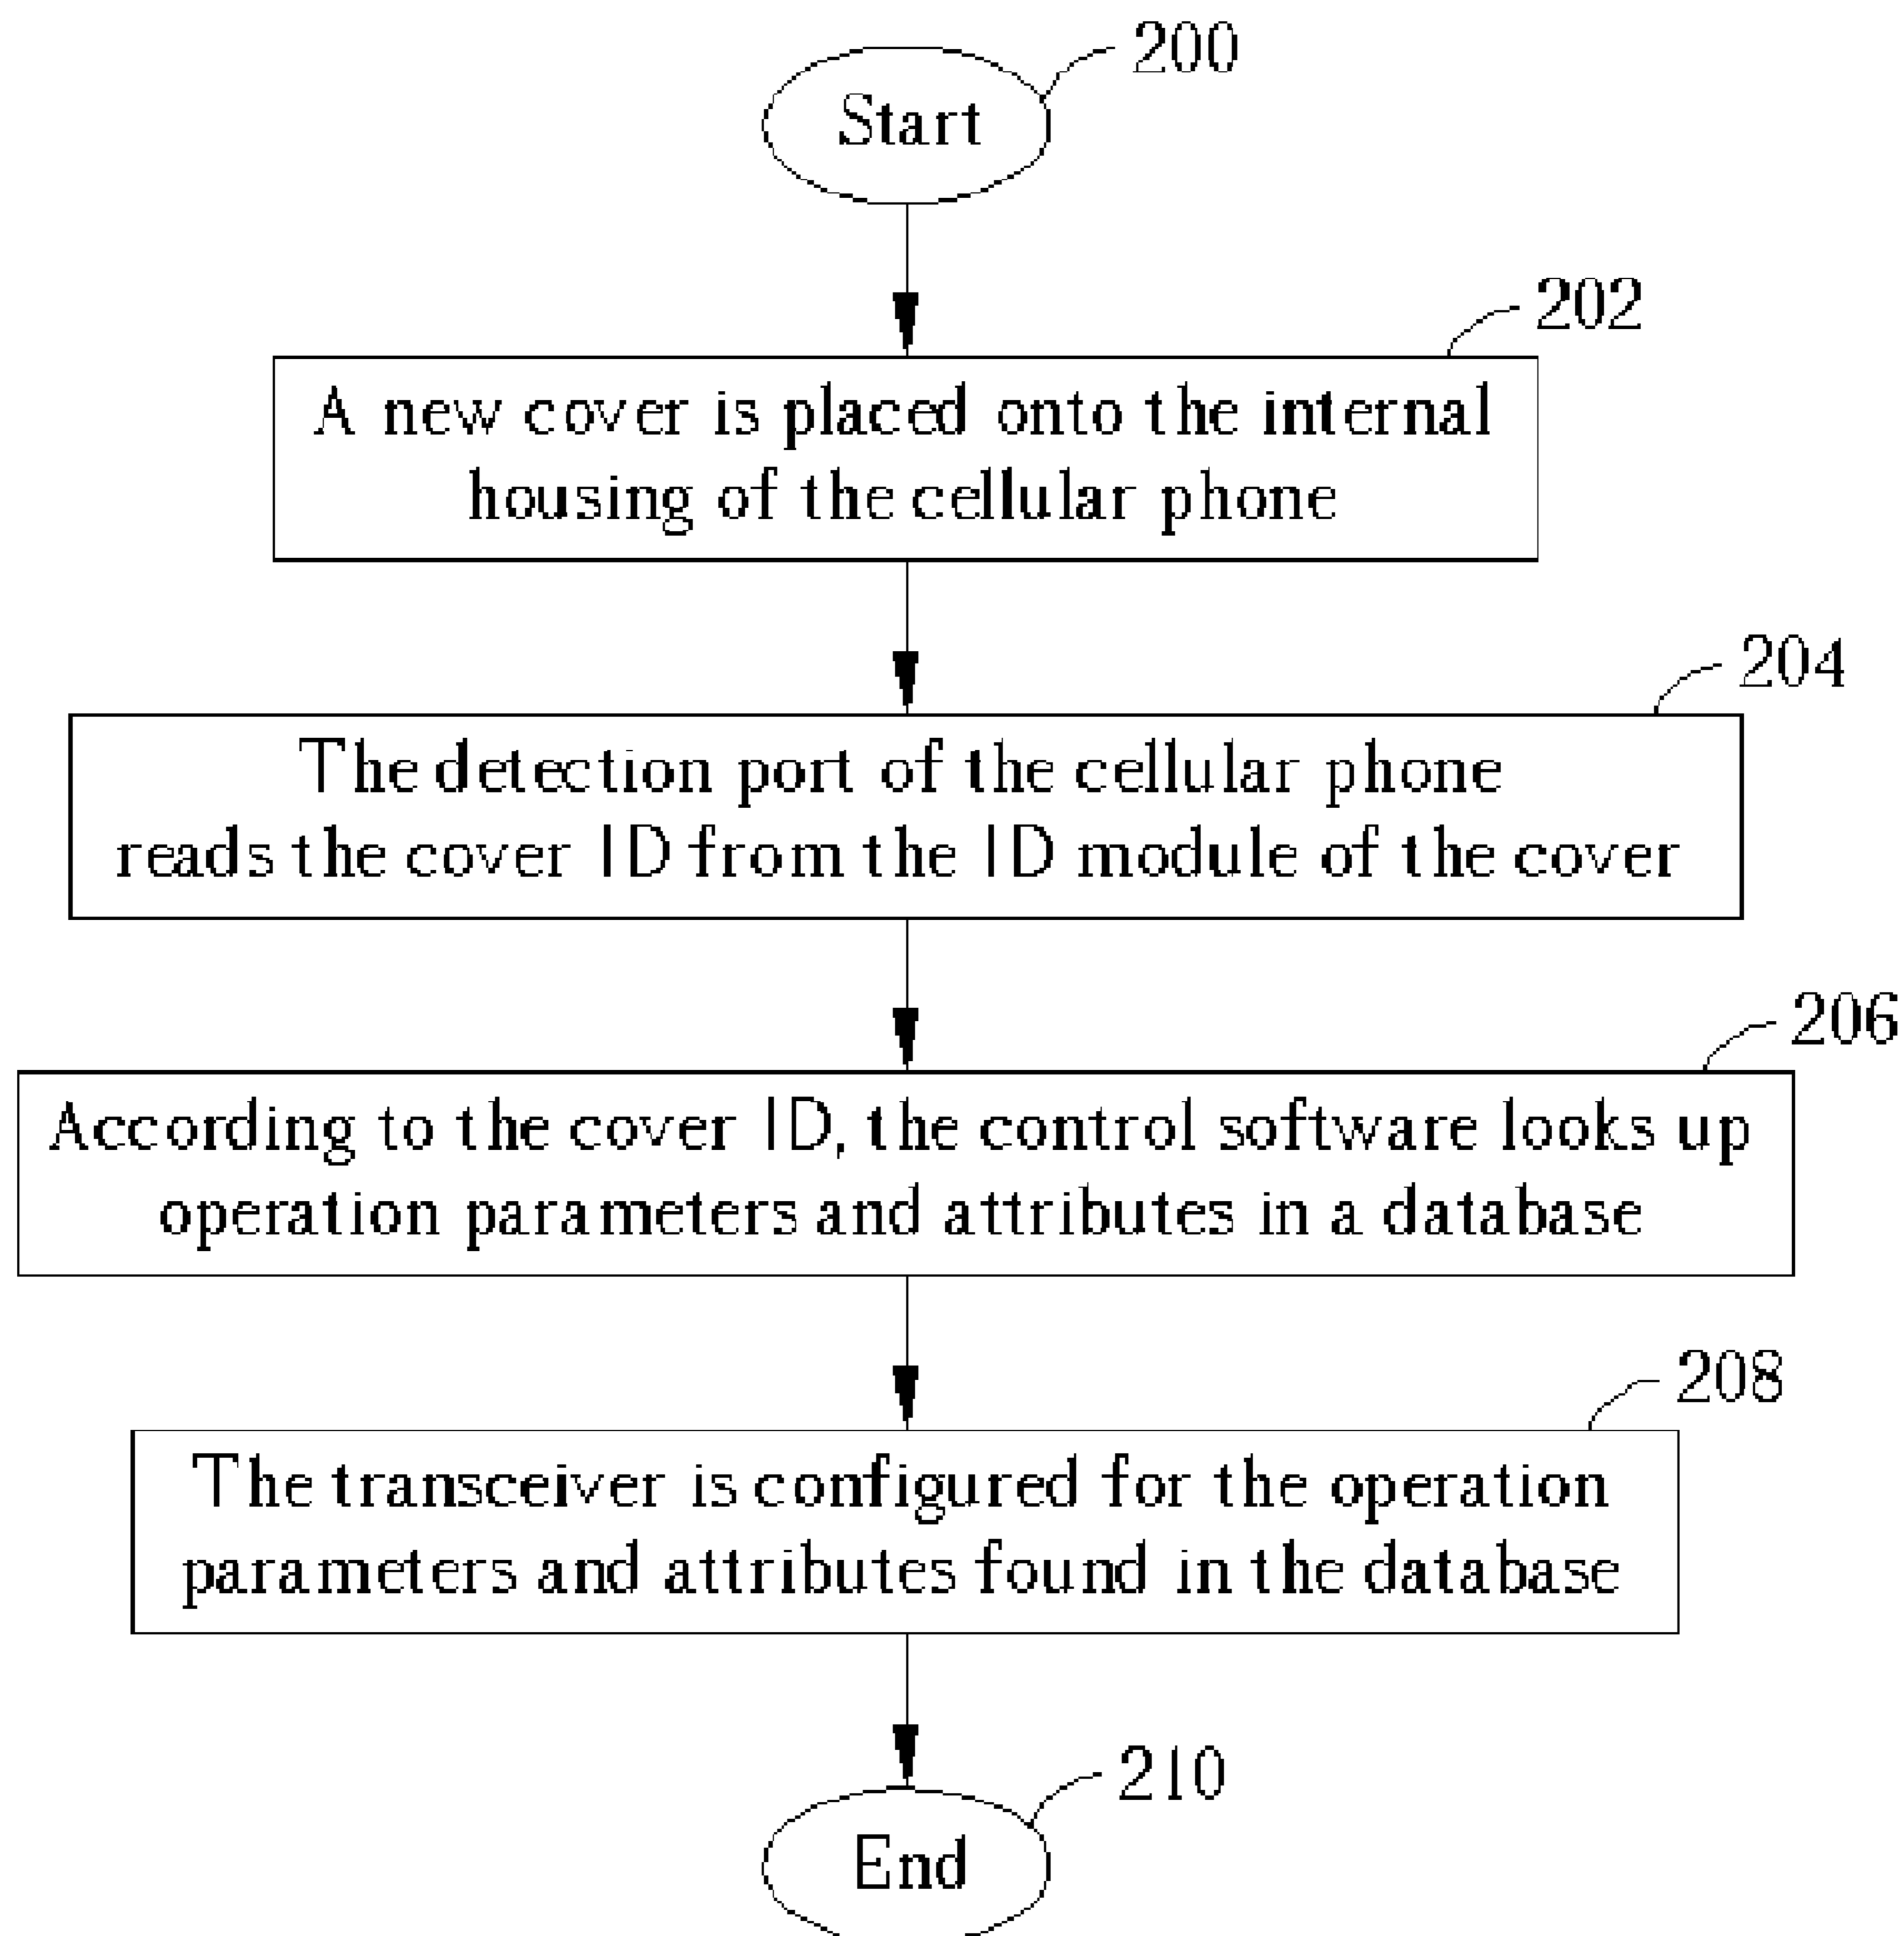 200
Start
202
A new cover is placed onto the internal
housing of the cellular phone
204
The detection port of the cellular phone
reads the cover ID from the ID module of the cover
206
According to the cover ID, the control software looks up
operation parameters and attributes in a database
208
The transceiver is configured for the operation
parameters and attributes found in the database
210
End